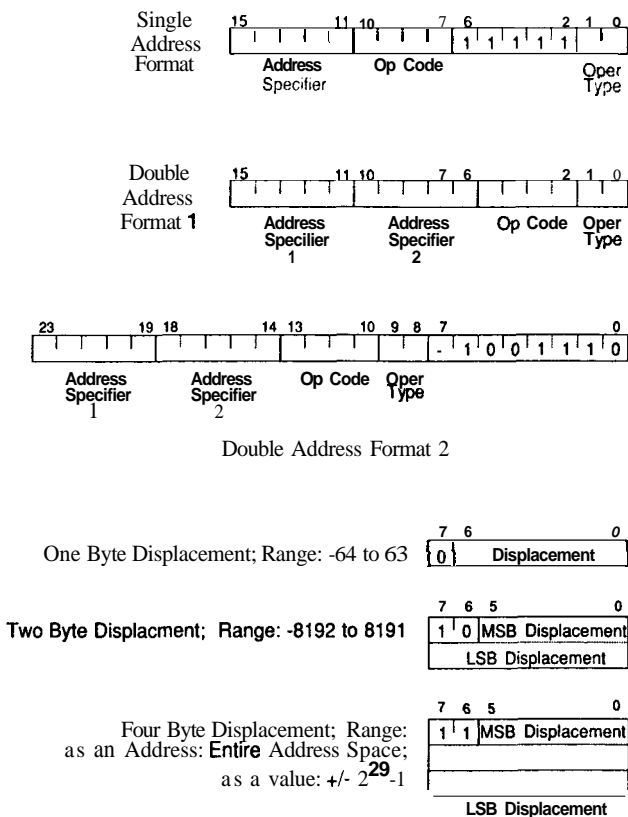 Single
Address
Format
15 11 10 7 6 2 1 0
1 1 1 1 1
Address
Specifier
Op Code
Oper
Type
Double
Address
Format 1
15 11 10 7 6 2 1 0
Address
Specilier
1
Address
Specifier
2
Op Code
Oper
Type
23 19 18 14 13 10 9 8 7 0
- 1 0 0 1 1 1 0
Address
Specifier
1
Address
Specifier
2
Op Code
Oper
Type
Double Address Format 2
One Byte Displacement; Range: -64 to 63
7 6 0
0 Displacement
Two Byte Displacment; Range: -8192 to 8191
7 6 5 0
1 0 MSB Displacement
LSB Displacement
Four Byte Displacement; Range:
as an Address: Entire Address Space;
as a value: +/- 2^29-1
7 6 5 0
1 1 MSB Displacement
LSB Displacement